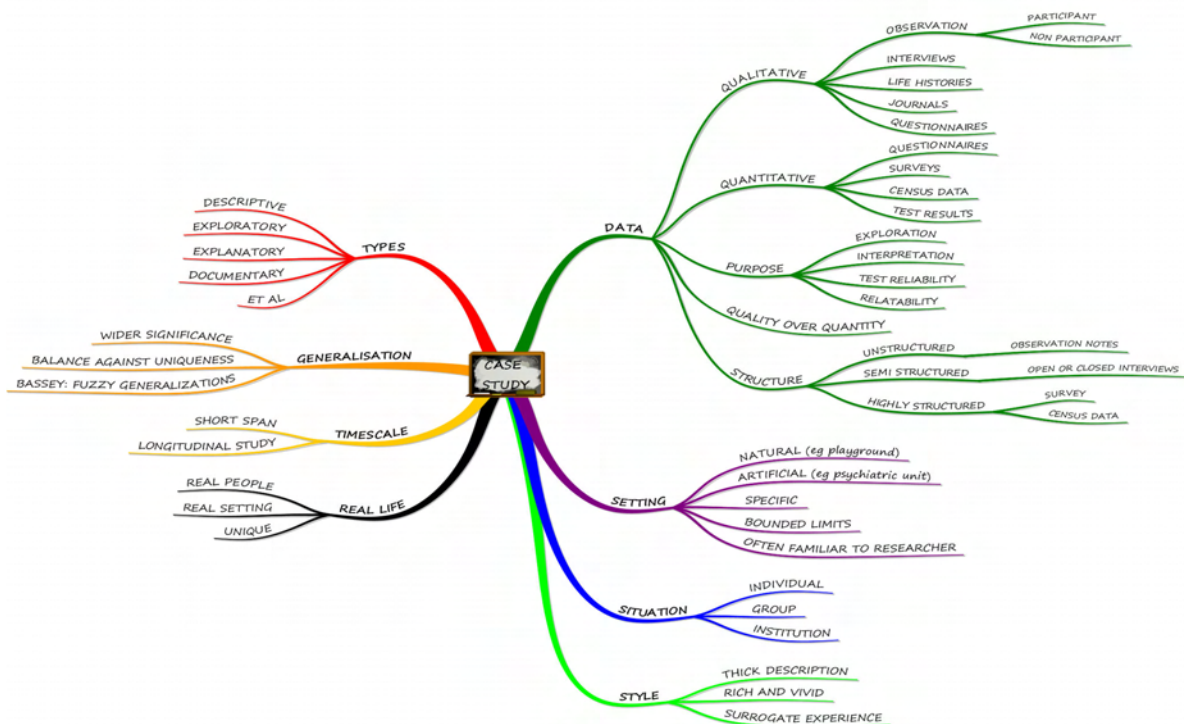 CASE
STUDY
DATA
QUALITATIVE
OBSERVATION
PARTICIPANT
NON PARTICIPANT
INTERVIEWS
LIFE HISTORIES
JOURNALS
QUESTIONNAIRES
QUANTITATIVE
QUESTIONNAIRES
SURVEYS
CENSUS DATA
TEST RESULTS
PURPOSE
EXPLORATION
INTERPRETATION
TEST RELIABILITY
RELATABILITY
QUALITY OVER QUANTITY
STRUCTURE
UNSTRUCTURED
OBSERVATION NOTES
SEMI STRUCTURED
OPEN OR CLOSED INTERVIEWS
HIGHLY STRUCTURED
SURVEY
CENSUS DATA
SETTING
NATURAL (eg playground)
ARTIFICIAL (eg psychiatric unit)
SPECIFIC
BOUNDED LIMITS
OFTEN FAMILIAR TO RESEARCHER
SITUATION
INDIVIDUAL
GROUP
INSTITUTION
STYLE
THICK DESCRIPTION
RICH AND VIVID
SURROGATE EXPERIENCE
REAL LIFE
REAL PEOPLE
REAL SETTING
UNIQUE
TIMESCALE
SHORT SPAN
LONGITUDINAL STUDY
GENERALISATION
WIDER SIGNIFICANCE
BALANCE AGAINST UNIQUENESS
BASSEY: FUZZY GENERALIZATIONS
TYPES
DESCRIPTIVE
EXPLORATORY
EXPLANATORY
DOCUMENTARY
ET AL